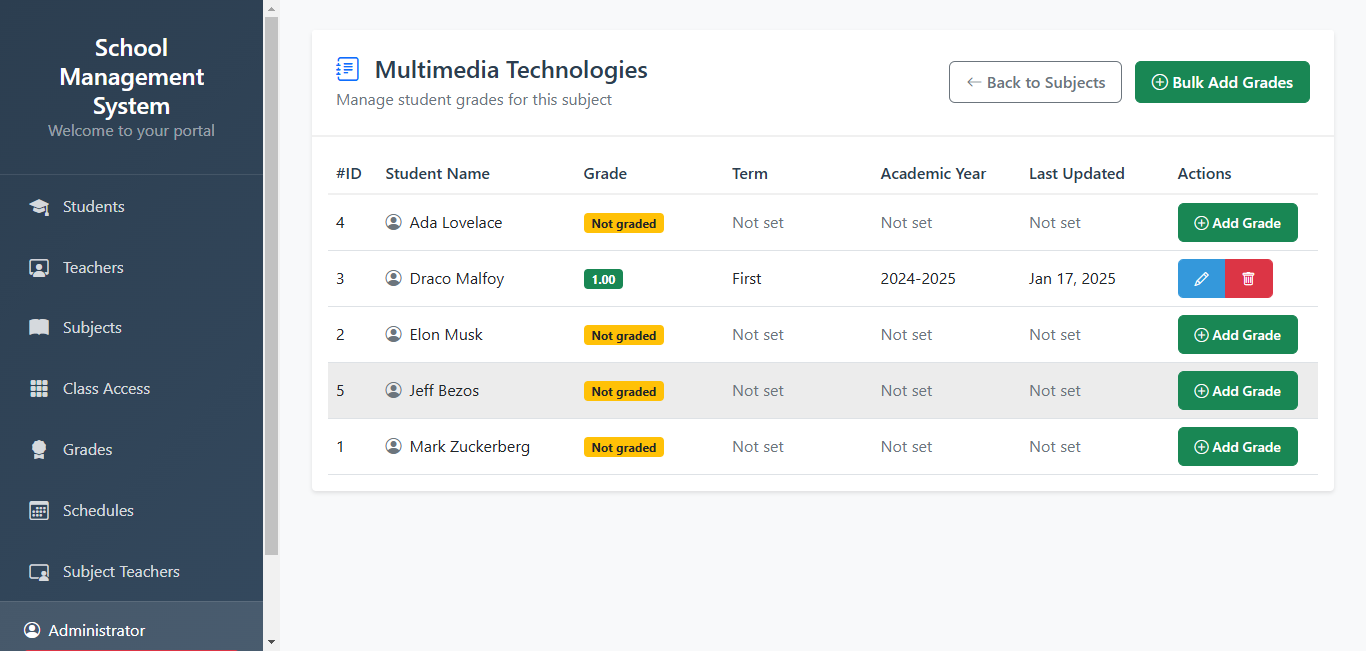 School
Management
System
Welcome to your portal
Students
Teachers
Subjects
Class Access
Grades
Schedules
Subject Teachers
Administrator
Multimedia Technologies
Manage student grades for this subject
Back to Subjects
Bulk Add Grades
#ID Student Name Grade Term Academic Year Last Updated Actions
4 Ada Lovelace Not graded Not set Not set Not set Add Grade
3 Draco Malfoy 1.00 First 2024-2025 Jan 17, 2025
2 Elon Musk Not graded Not set Not set Not set Add Grade
5 Jeff Bezos Not graded Not set Not set Not set Add Grade
1 Mark Zuckerberg Not graded Not set Not set Not set Add Grade